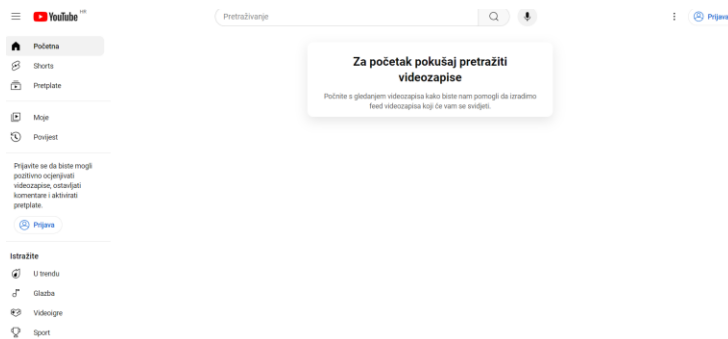 YouTube HR
Pretraživanje
Prijava
Početna
Shorts
Pretplate
Moje
Povijest
Prijavite se da biste mogli
pozitivno ocjenjivati
videozapise, ostavljati
komentare i aktivirati
pretplate.
Prijava
Istražite
U trendu
Glazba
Videoigre
Sport
Za početak pokušaj pretražiti
videozapise
Počnite s gledanjem videozapisa kako biste nam pomogli da izradimo
feed videozapisa koji će vam se svidjeti.